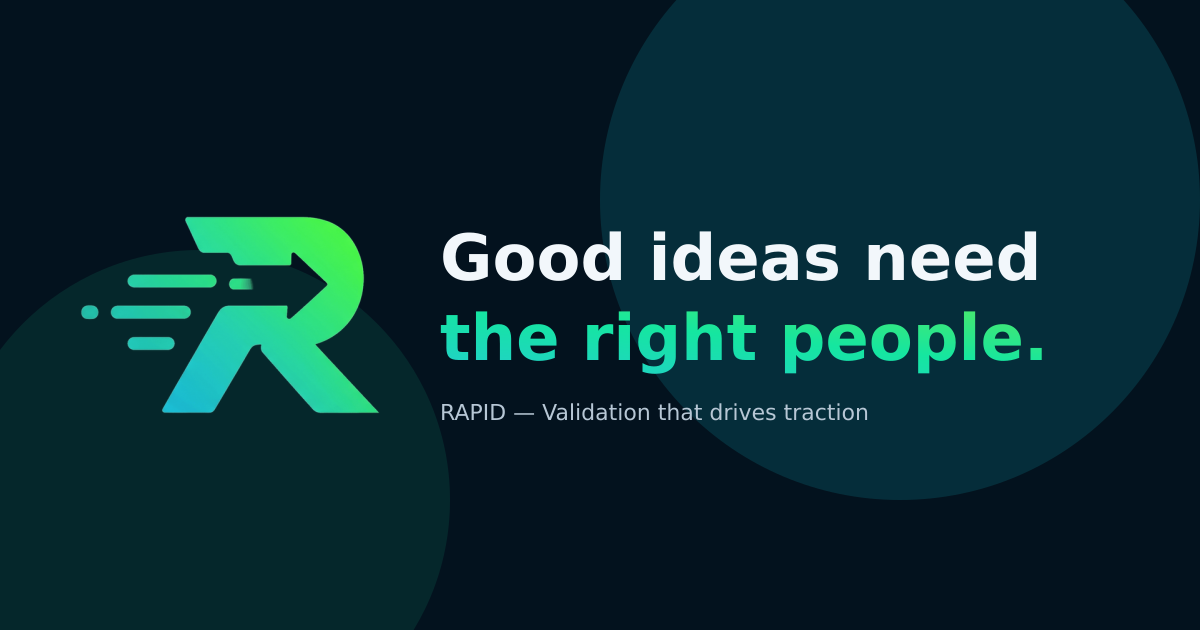 Good ideas need
the right people.
RAPID — Validation that drives traction